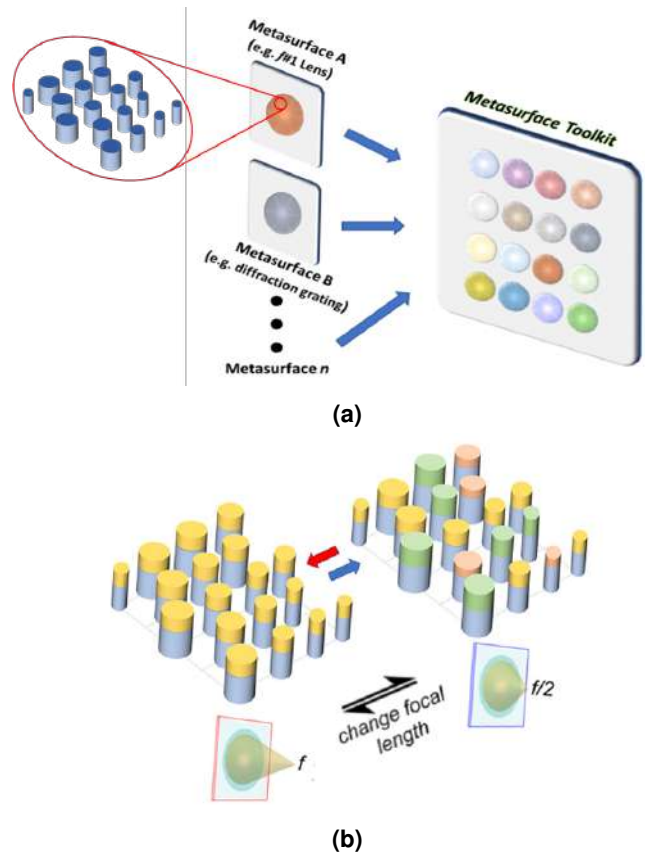 Metasurface A
(e.g. f#1 Lens)
Metasurface Toolkit
Metasurface B
(e.g. diffraction grating)
Metasurface n
(a)
f/2
change focal
length
f
(b)